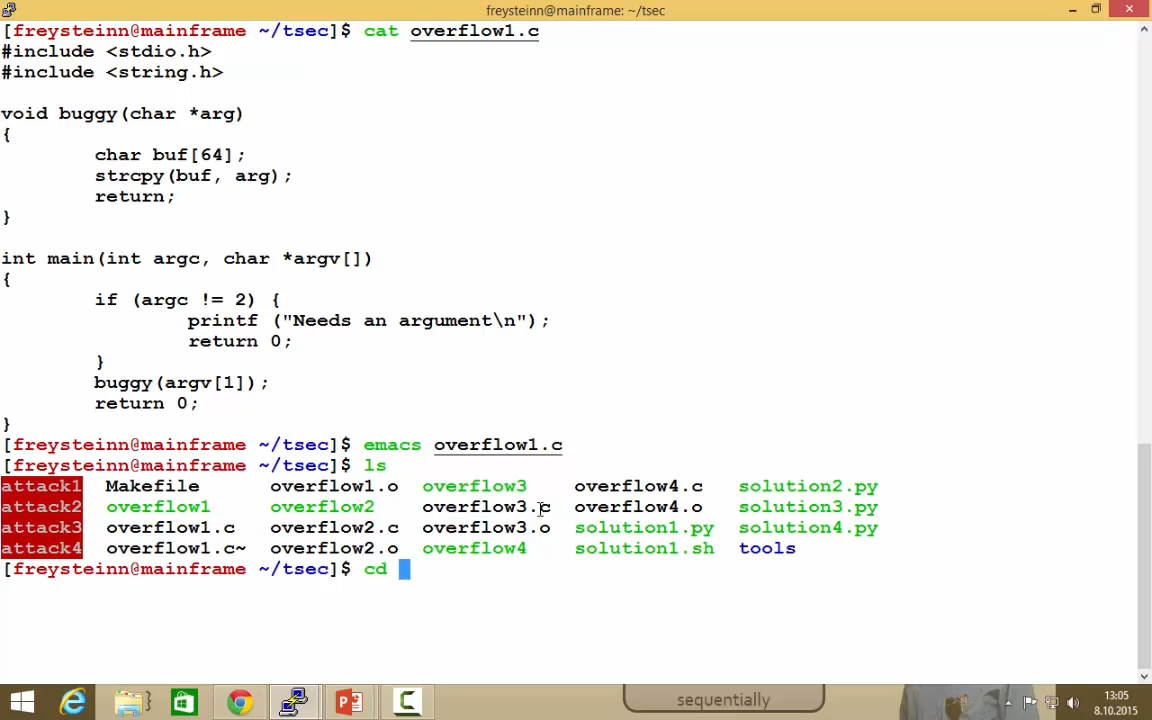 freysteinn@mainframe: ~/tsec
[freysteinn@mainframe ~/tsec]$ cat overflow1.c
#include <stdio.h>
#include <string.h>
void buggy(char *arg)
{
char buf[64];
strcpy(buf, arg);
return;
}
int main(int argc, char *argv[])
{
if (argc != 2) {
printf ("Needs an argument\n");
return 0;
}
buggy(argv[1]);
return 0;
}
[freysteinn@mainframe ~/tsec]$ emacs overflow1.c
[freysteinn@mainframe ~/tsec]$ ls
attack1 Makefile overflow1.o overflow3 overflow4.c solution2.py
attack2 overflow1 overflow2 overflow3.c overflow4.o solution3.py
attack3 overflow1.c overflow2.c overflow3.o solution1.py solution4.py
attack4 overflow1.c~ overflow2.o overflow4 solution1.sh tools
[freysteinn@mainframe ~/tsec]$ cd
sequentially
13:05
8.10.2015